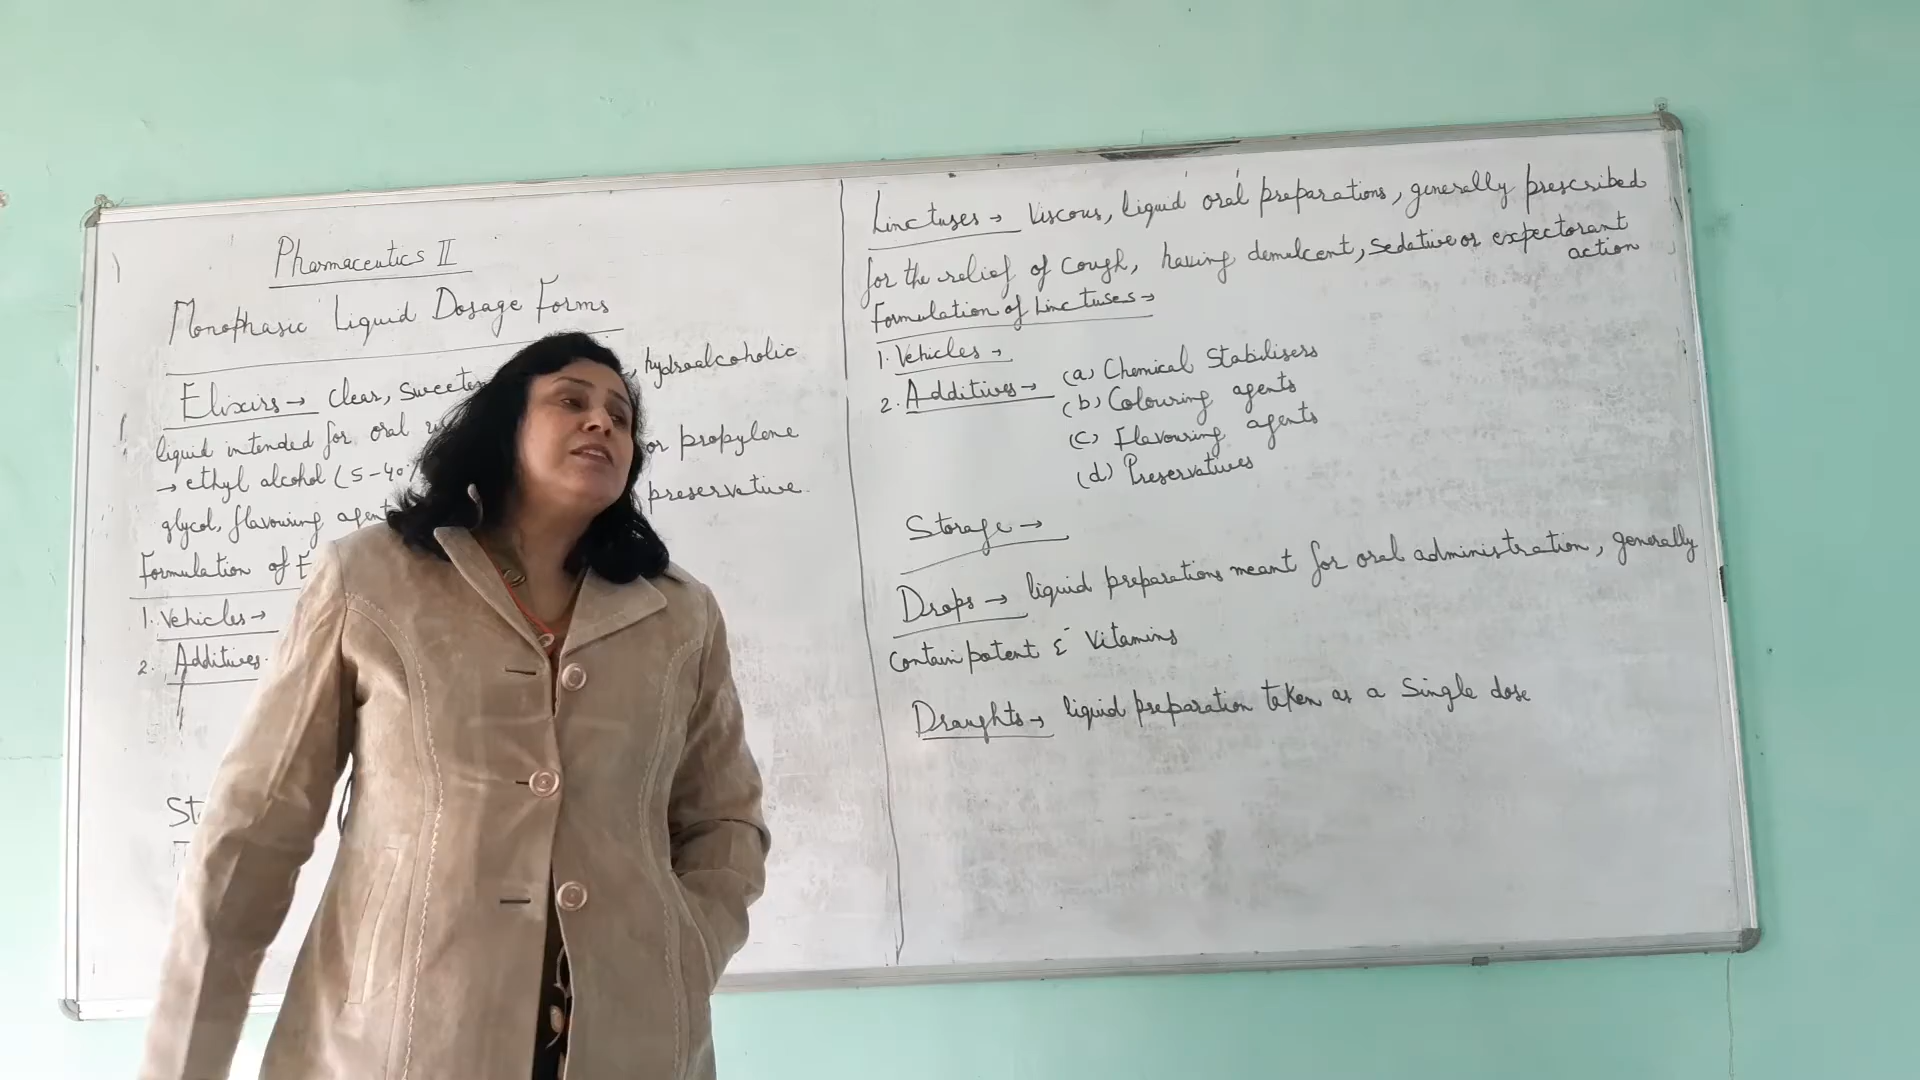 Pharmaceutics II
Monophasic Liquid Dosage Forms
Elixirs → clear, sweeten , hydroalcoholic
liquid intended for oral
→ ethyl alcohol (5-40% or propylene
glycol, flavouring agent preservative.
Formulation of E
1. Vehicles →
2. Additives.
St
Linctuses → Viscous, liquid oral preparations, generally prescribed
for the relief of cough, having demulcent, sedative or expectorant
action
Formulation of Linctuses →
1. Vehicles →
2. Additives → (a) Chemical Stabilisers
(b) Colouring agents
(c) Flavouring agents
(d) Preservatives
Storage →
Drops → liquid preparations meant for oral administration, generally
contain potent & Vitamins
Draughts → liquid preparation taken as a Single dose